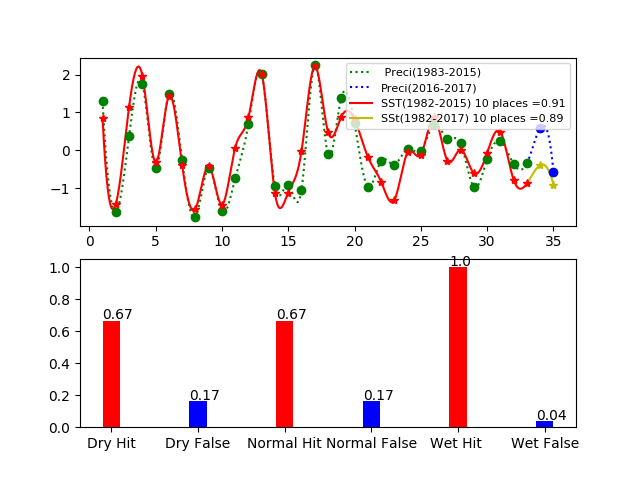 2
1
0
−1
Preci(1983-2015)
Preci(2016-2017)
SST(1982-2015) 10 places =0.91
SSt(1982-2017) 10 places =0.89
0 5 10 15 20 25 30 35
1.0
0.8
0.6
0.4
0.2
0.0
0.67
0.17
0.67
0.17
1.0
0.04
Dry Hit Dry False Normal Hit Normal False Wet Hit Wet False